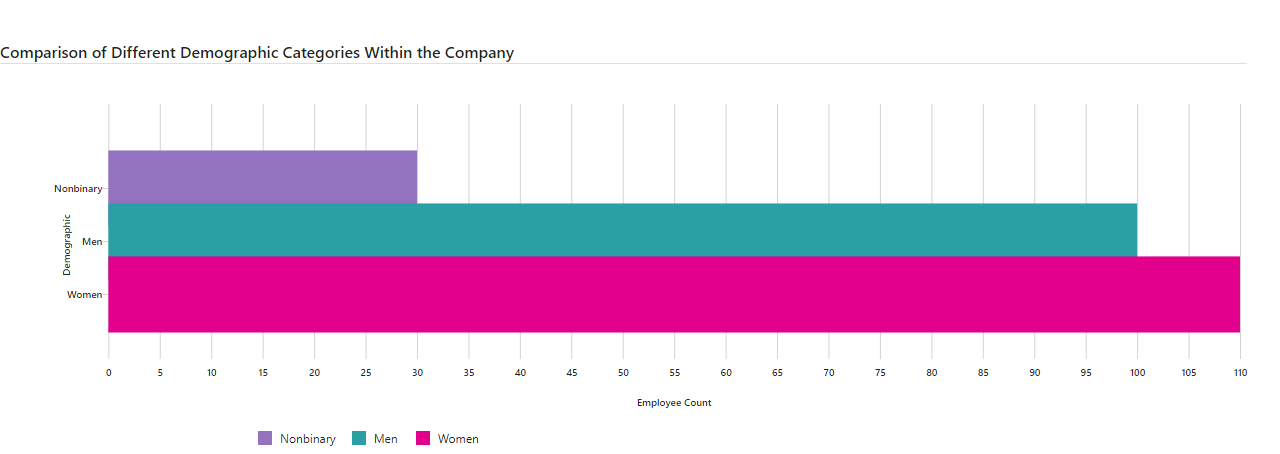 Comparison of Different Demographic Categories Within the Company
Nonbinary
Men
Women
Demographic
0 5 10 15 20 25 30 35 40 45 50 55 60 65 70 75 80 85 90 95 100 105 110
Employee Count
Nonbinary Men Women